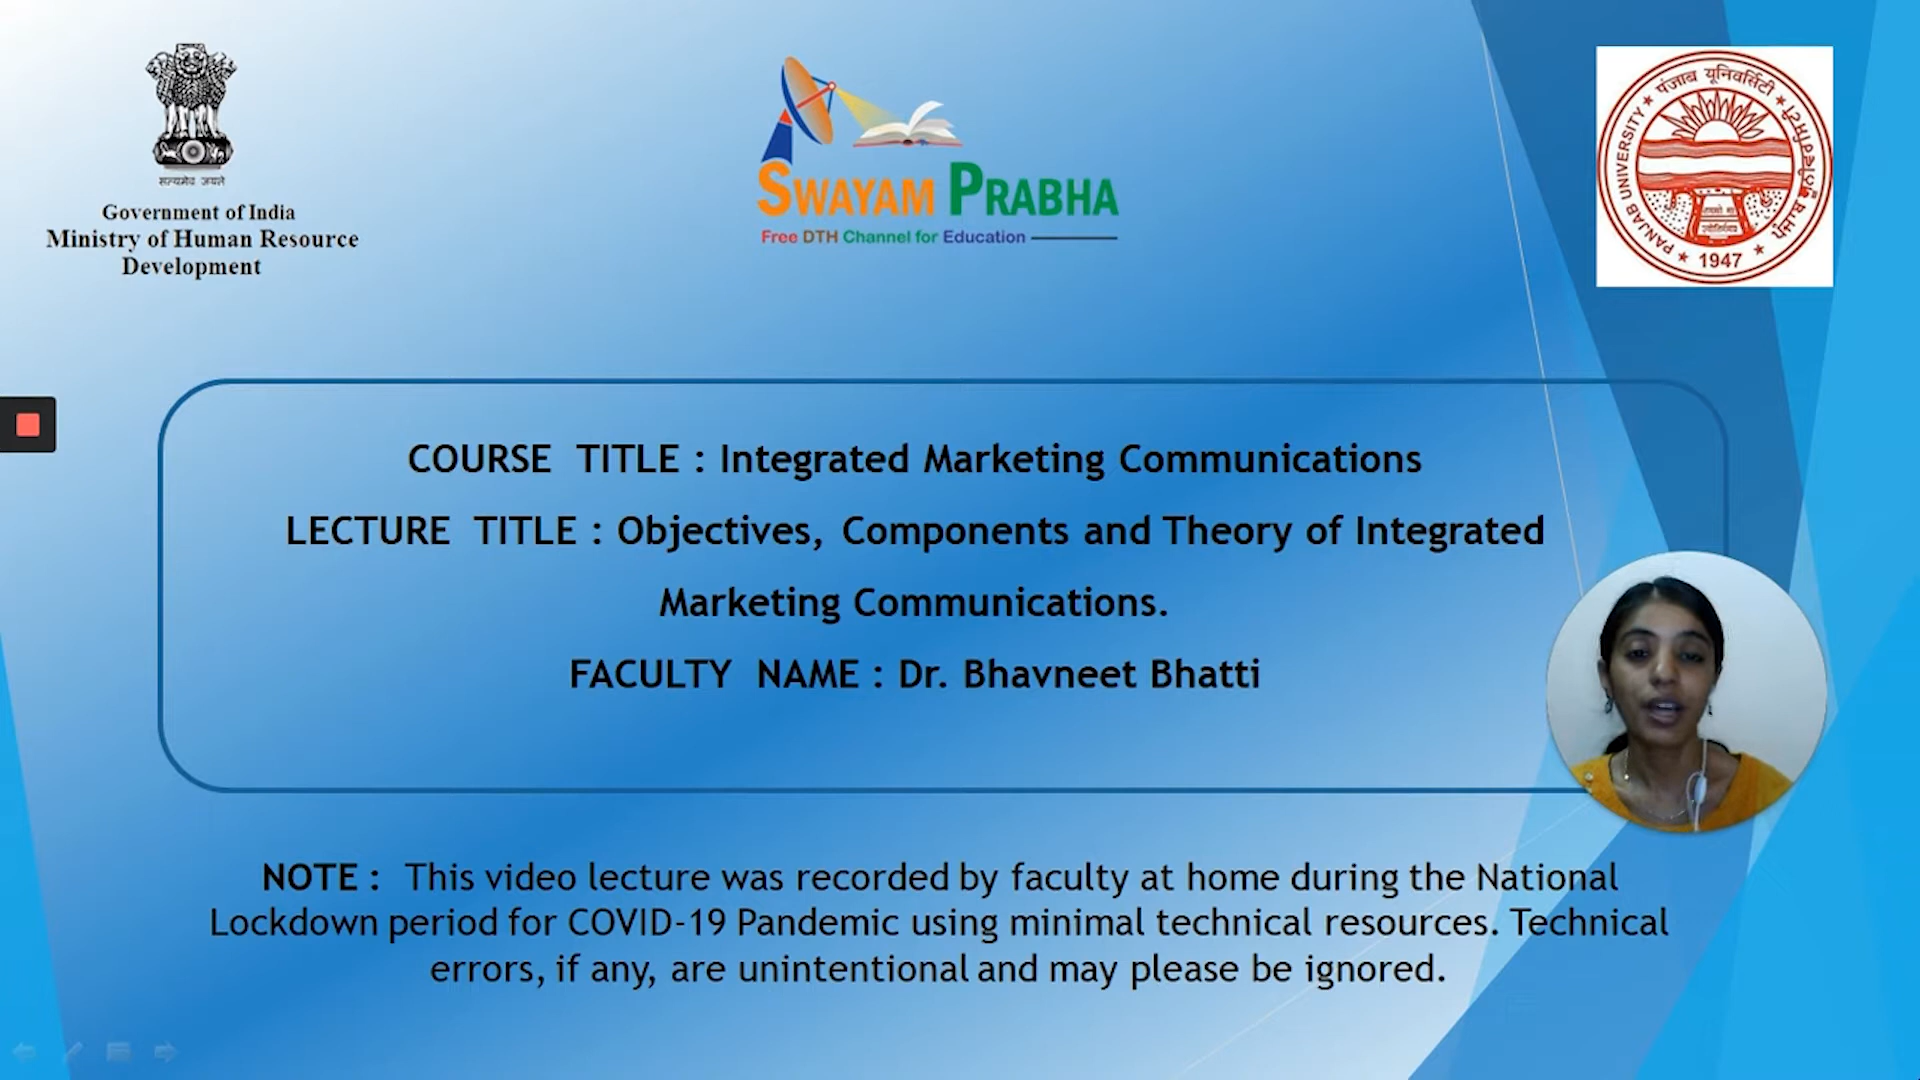 सत्यमेव जयते
Government of India
Ministry of Human Resource
Development
SWAYAM PRABHA
Free DTH Channel for Education
पंजाब यूनिवर्सिटी
PANJAB UNIVERSITY
1947
COURSE TITLE : Integrated Marketing Communications
LECTURE TITLE : Objectives, Components and Theory of Integrated
Marketing Communications.
FACULTY NAME : Dr. Bhavneet Bhatti
NOTE : This video lecture was recorded by faculty at home during the National
Lockdown period for COVID-19 Pandemic using minimal technical resources. Technical
errors, if any, are unintentional and may please be ignored.